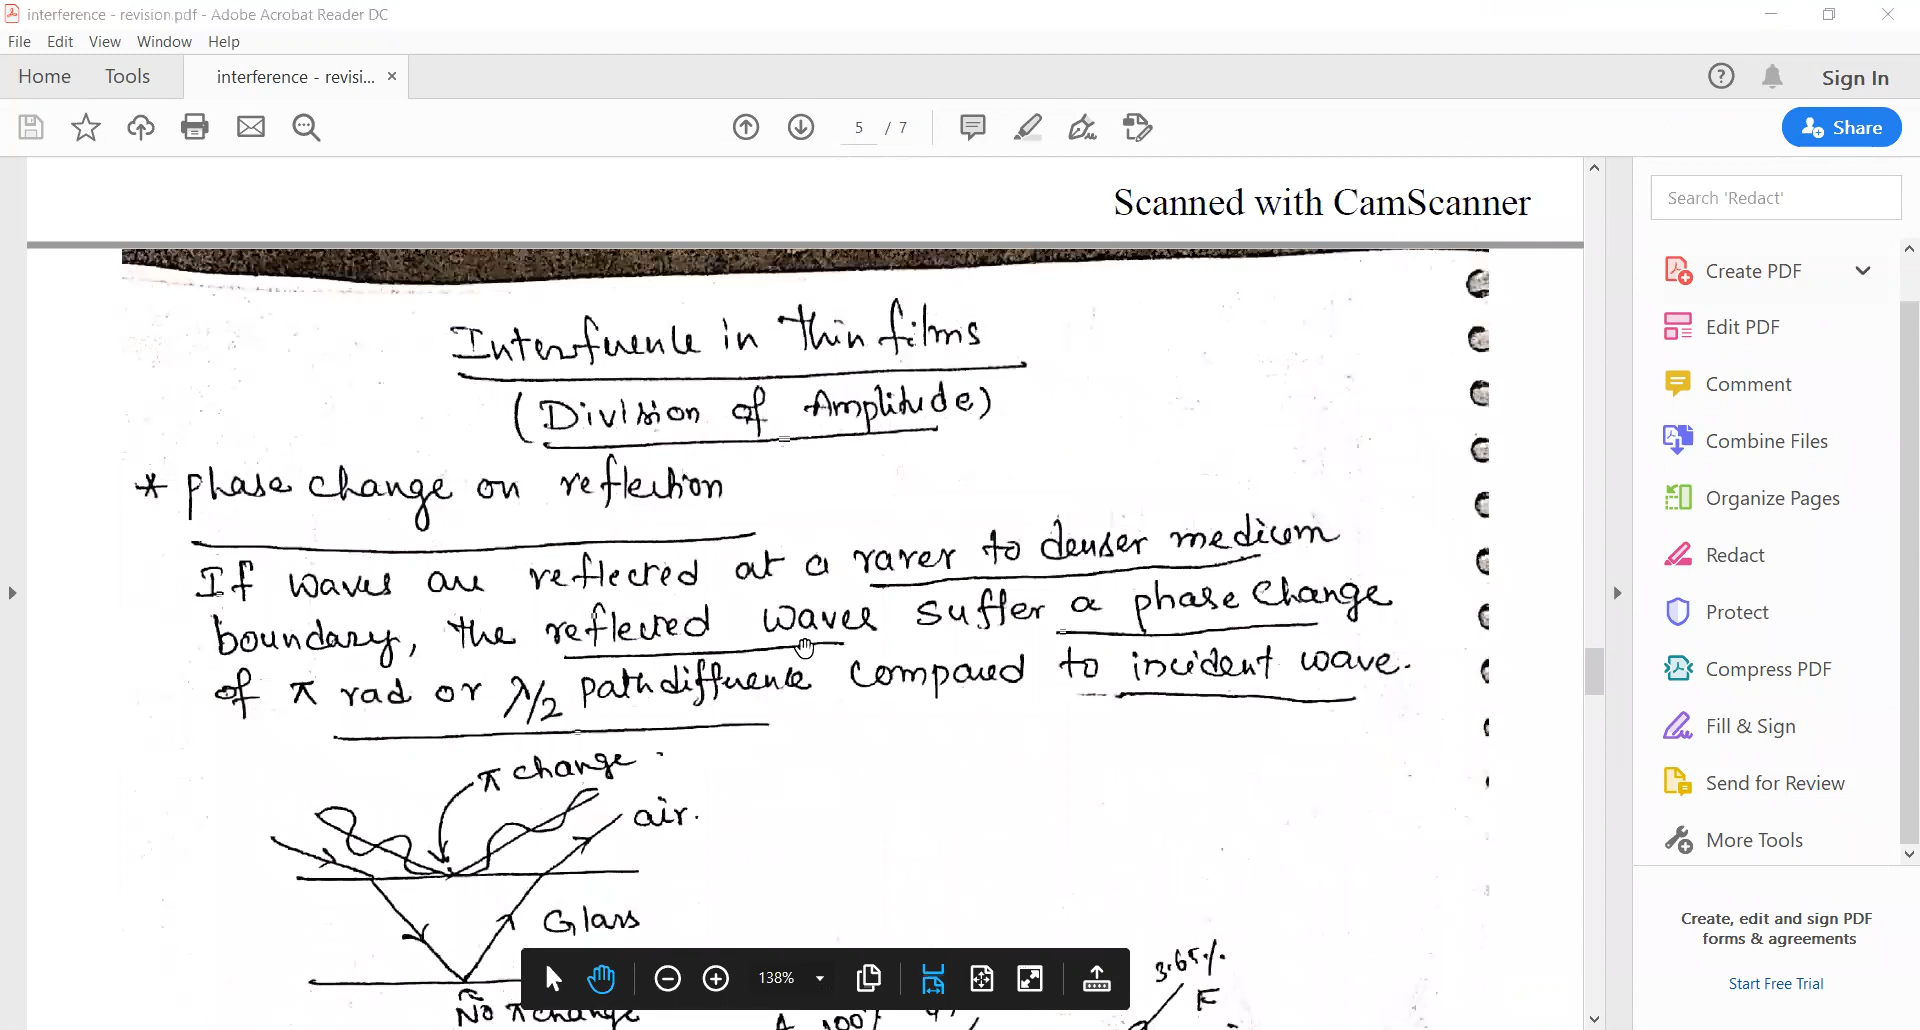 interference - revision.pdf - Adobe Acrobat Reader DC
File Edit View Window Help
Home Tools interference - revisi... × ? Sign In
5 / 7 Share
Scanned with CamScanner
Interference in thin films
(Division of Amplitude)
* phase change on reflection
If waves are reflected at a rarer to denser medium
boundary, the reflected waves suffer a phase change
of π rad or λ/2 path difference compared to incident wave.
π change
air.
Glass
No π change
3.65%
F
A 100%
138%
Search 'Redact'
Create PDF
Edit PDF
Comment
Combine Files
Organize Pages
Redact
Protect
Compress PDF
Fill & Sign
Send for Review
More Tools
Create, edit and sign PDF
forms & agreements
Start Free Trial